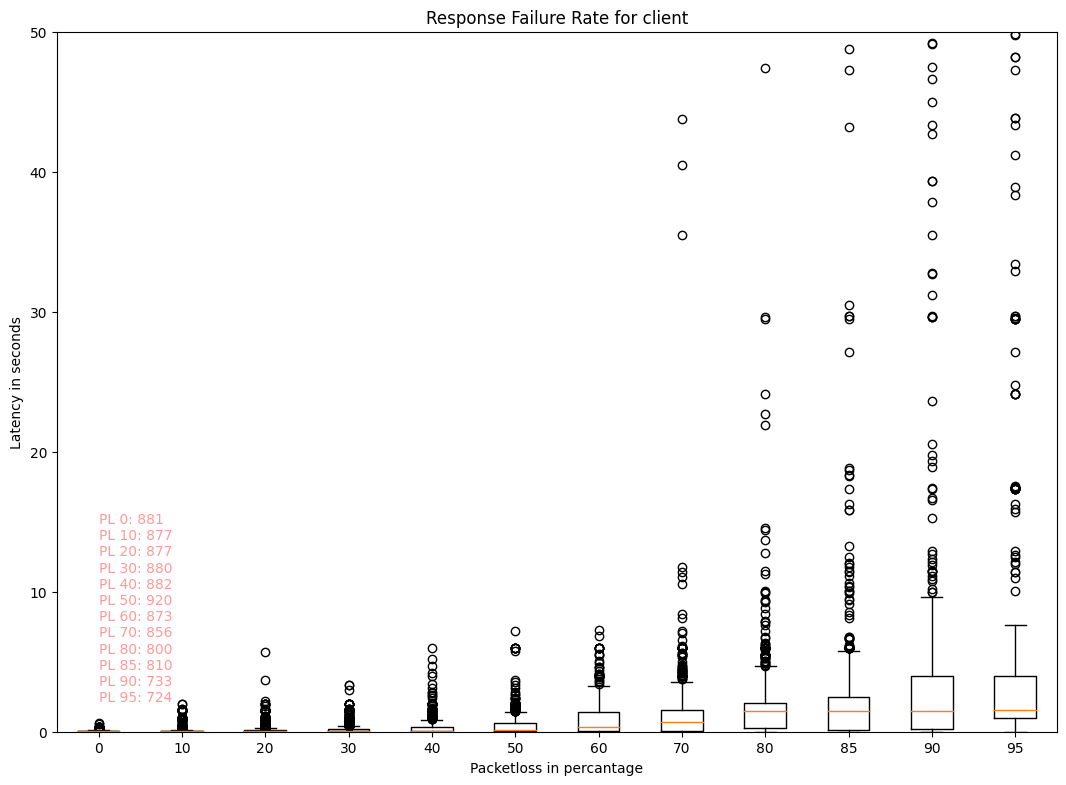 Response Failure Rate for client
50
40
30
20
10
0
Latency in seconds
PL 0: 881
PL 10: 877
PL 20: 877
PL 30: 880
PL 40: 882
PL 50: 920
PL 60: 873
PL 70: 856
PL 80: 800
PL 85: 810
PL 90: 733
PL 95: 724
0 10 20 30 40 50 60 70 80 85 90 95
Packetloss in percantage